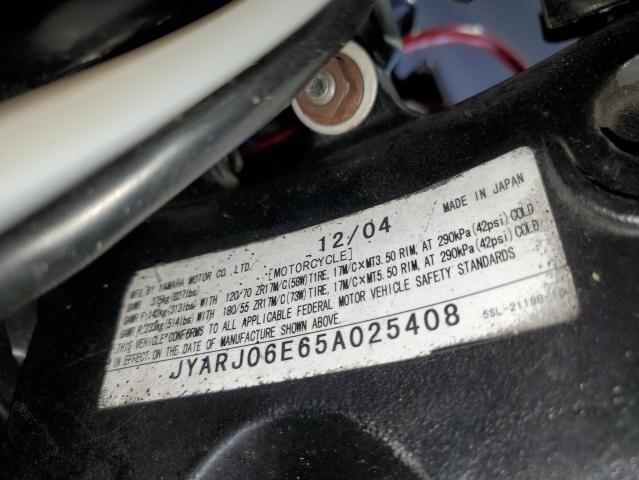 12/04 MADE IN JAPAN
MFG.BY YAMAHA MOTOR CO.,LTD. [MOTORCYCLE]
GVWR: 375kg(827lbs)
GAWR F:142kg(313lbs)WITH 120/70 ZR17M/C(58W)TIRE, 17M/C×MT3.50 RIM, AT 290kPa(42psi)COLD
GAWR R:233kg(514lbs)WITH 180/55 ZR17M/C(73W)TIRE, 17M/C×MT5.50 RIM, AT 290kPa(42psi)COLD
THIS VEHICLE CONFORMS TO ALL APPLICABLE FEDERAL MOTOR VEHICLE SAFETY STANDARDS
IN EFFECT ON THE DATE OF MANUFACTURE SHOWN ABOVE.
JYARJ06E65A025408 5SL-21190